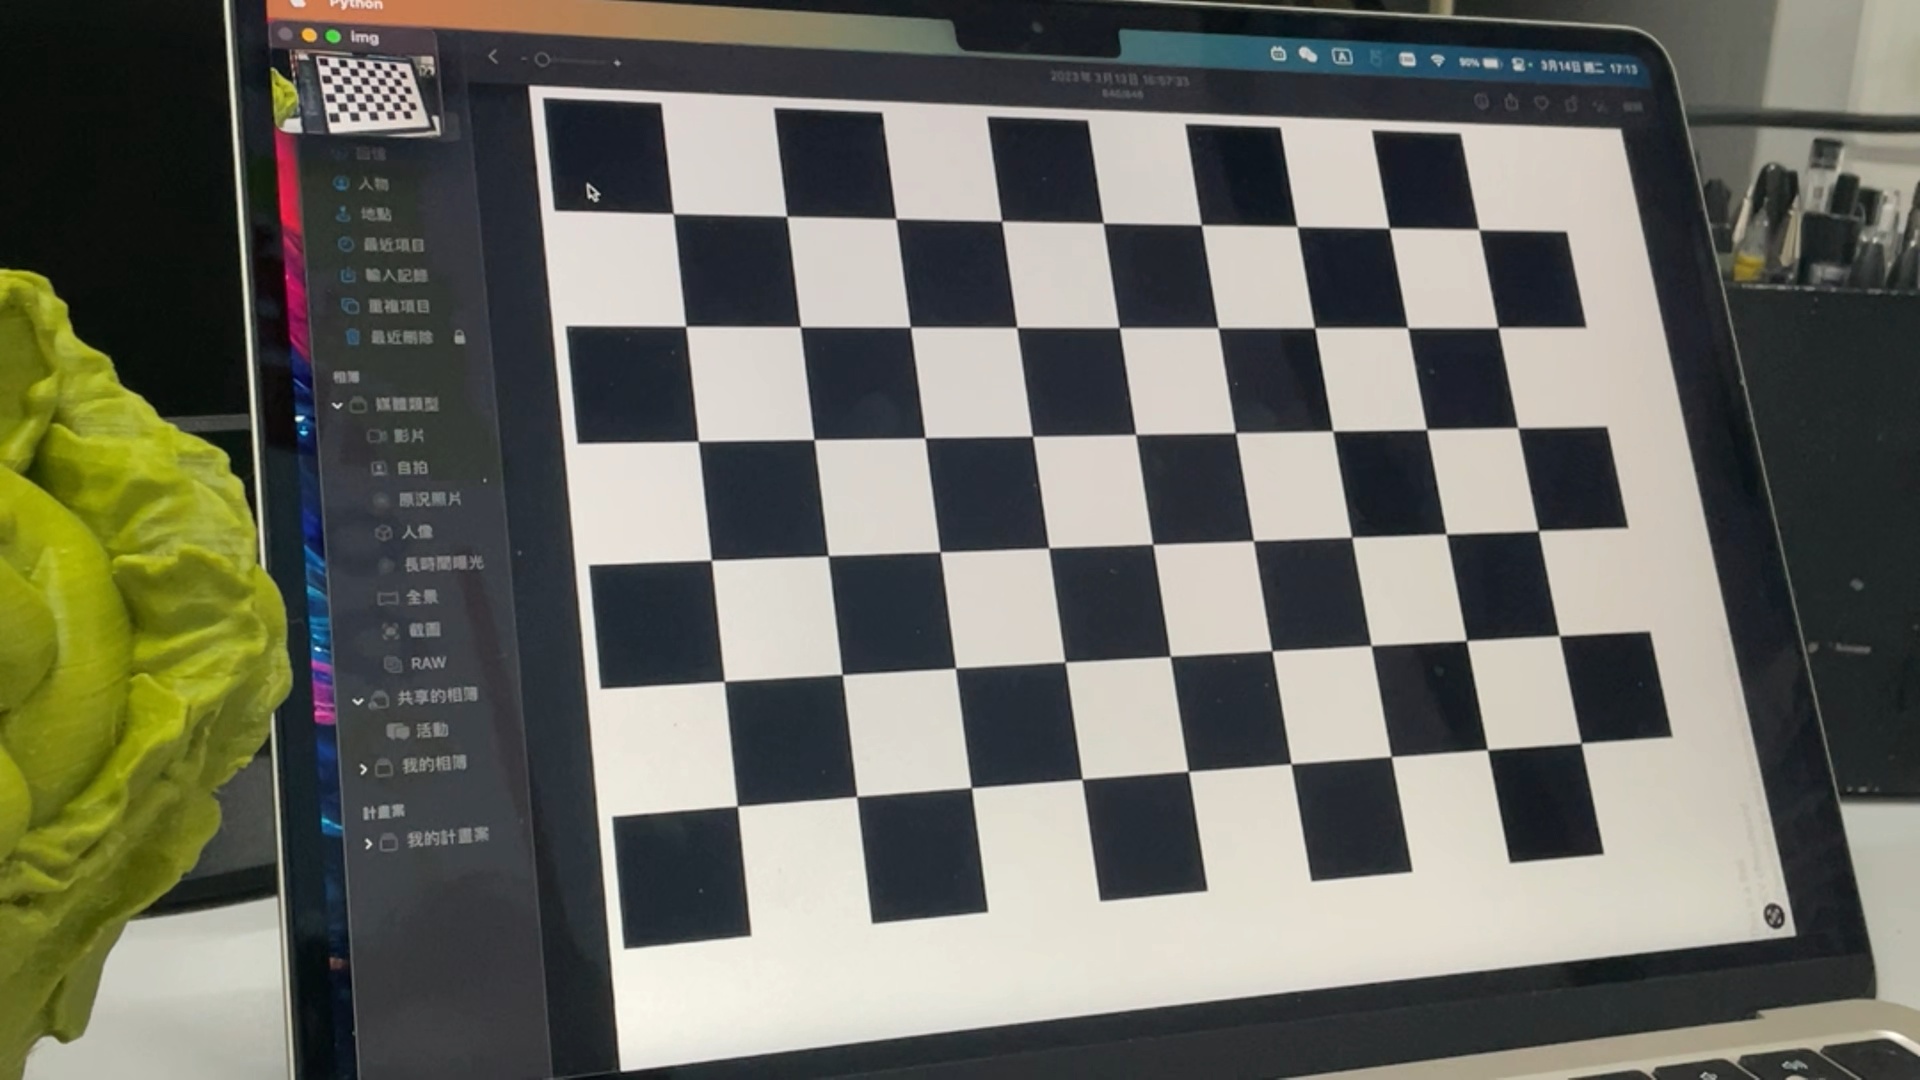 Python
img
90%
3月14日 週二 17:13
2023年3月13日 16:57:33
人物
地點
最近項目
輸入記錄
重複項目
最近刪除
相簿
媒體類型
影片
自拍
原況照片
人像
長時間曝光
全景
截圖
RAW
共享的相簿
活動
我的相簿
計畫案
我的計畫案